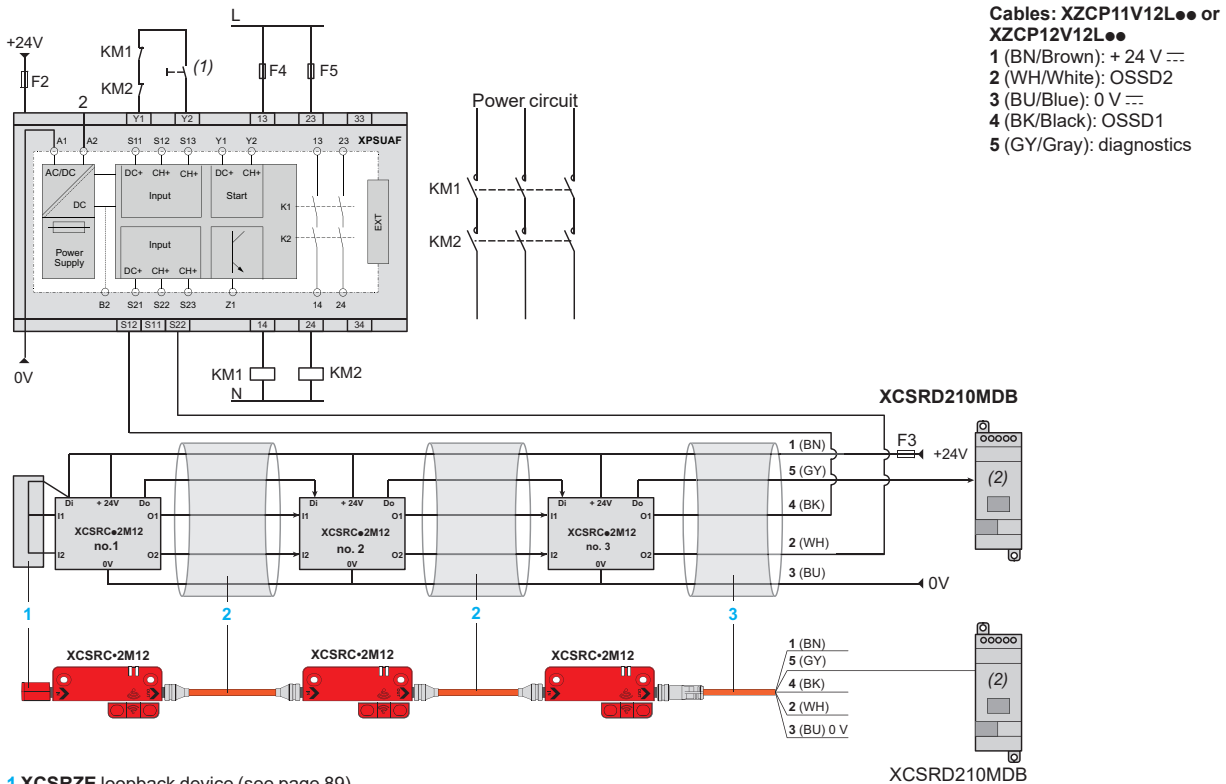 L
+24V
F2
KM1
KM2
(1)
F4
F5
2
Y1 Y2 13 23 33
A1 A2 S11 S12 S13 Y1 Y2 13 23 XPSUAF
AC/DC
DC
DC+ CH+ CH+
Input
DC+ CH+
Start
K1
K2
EXT
Power
Supply
Input
DC+ CH+ CH+
B2 S21 S22 S23 Z1 14 24
S12 S11 S22 14 24 34
0V
KM1
KM2
N
Power circuit
KM1
KM2
Cables: XZCP11V12L●● or
XZCP12V12L●●
1 (BN/Brown): + 24 V ⎓
2 (WH/White): OSSD2
3 (BU/Blue): 0 V ⎓
4 (BK/Black): OSSD1
5 (GY/Gray): diagnostics
XCSRD210MDB
1 (BN)
F3
+24V
5 (GY)
(2)
4 (BK)
2 (WH)
3 (BU)
0V
Di + 24V Do
I1 O1
XCSRC●2M12
no.1
I2 O2
0V
Di + 24V Do
I1 O1
XCSRC●2M12
no. 2
I2 O2
0V
Di + 24V Do
I1 O1
XCSRC●2M12
no. 3
I2 O2
0V
1
2
2
3
XCSRC•2M12
XCSRC•2M12
XCSRC•2M12
1 (BN)
5 (GY)
4 (BK)
2 (WH)
3 (BU) 0 V
(2)
XCSRD210MDB
1 XCSRZE loopback device (see page 89)